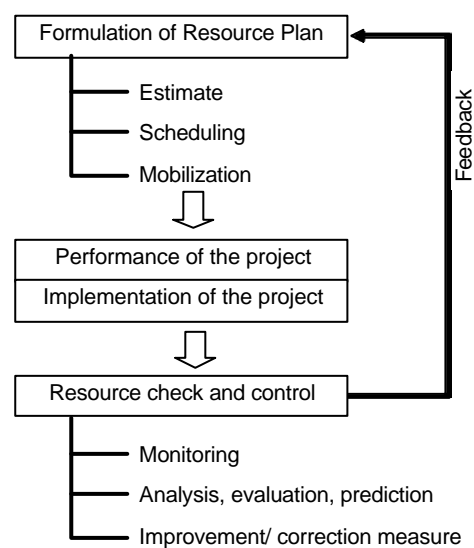 Formulation of Resource Plan
Estimate
Scheduling
Mobilization
Feedback
Performance of the project
Implementation of the project
Resource check and control
Monitoring
Analysis, evaluation, prediction
Improvement/ correction measure